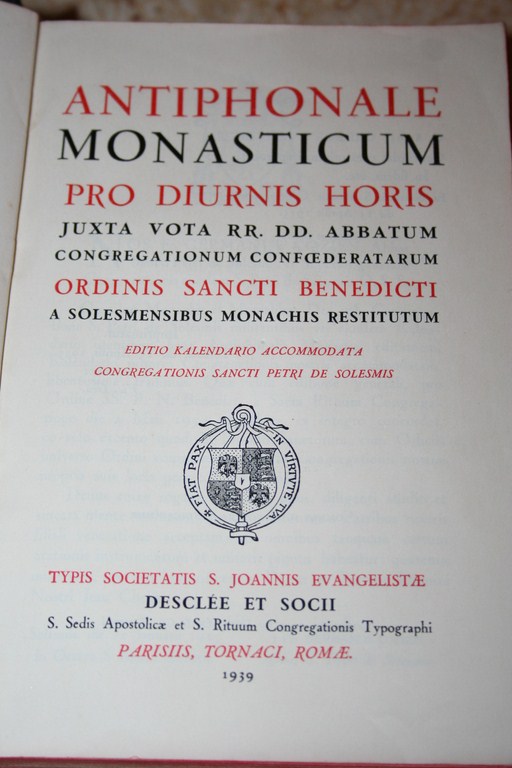 ANTIPHONALE
MONASTICUM
PRO DIURNIS HORIS
JUXTA VOTA RR. DD. ABBATUM
CONGREGATIONUM CONFŒDERATARUM
ORDINIS SANCTI BENEDICTI
A SOLESMENSIBUS MONACHIS RESTITUTUM
EDITIO KALENDARIO ACCOMMODATA
CONGREGATIONIS SANCTI PETRI DE SOLESMIS
✠ FIAT PAX IN VIRTVTE TVA
TYPIS SOCIETATIS S. JOANNIS EVANGELISTÆ
DESCLÉE ET SOCII
S. Sedis Apostolicæ et S. Rituum Congregationis Typographi
PARISIIS, TORNACI, ROMÆ.
1939